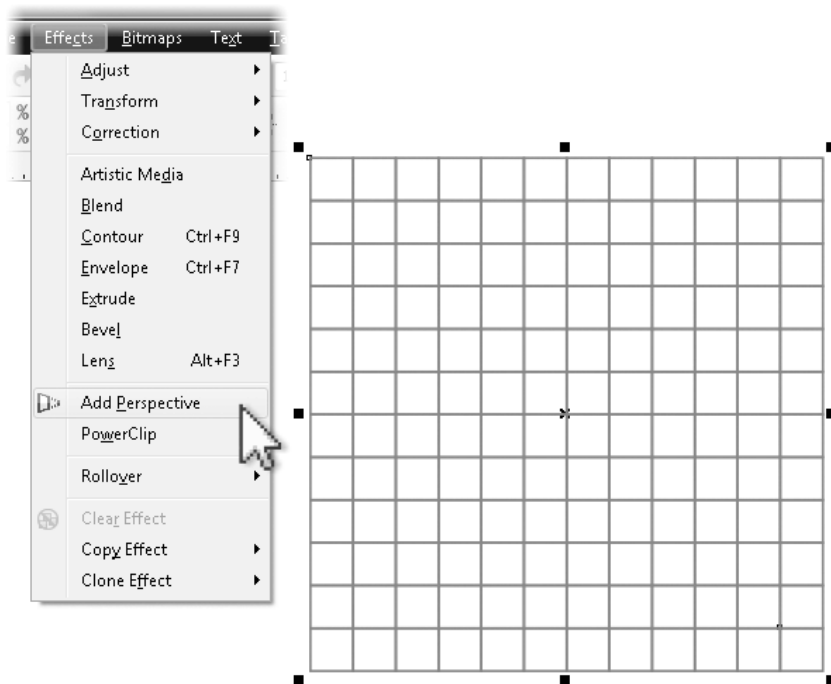 Effects Bitmaps Text
Adjust
Transform
Correction
%
%
Artistic Media
Blend
Contour Ctrl+F9
Envelope Ctrl+F7
Extrude
Bevel
Lens Alt+F3
Add Perspective
PowerClip
Rollover
Clear Effect
Copy Effect
Clone Effect